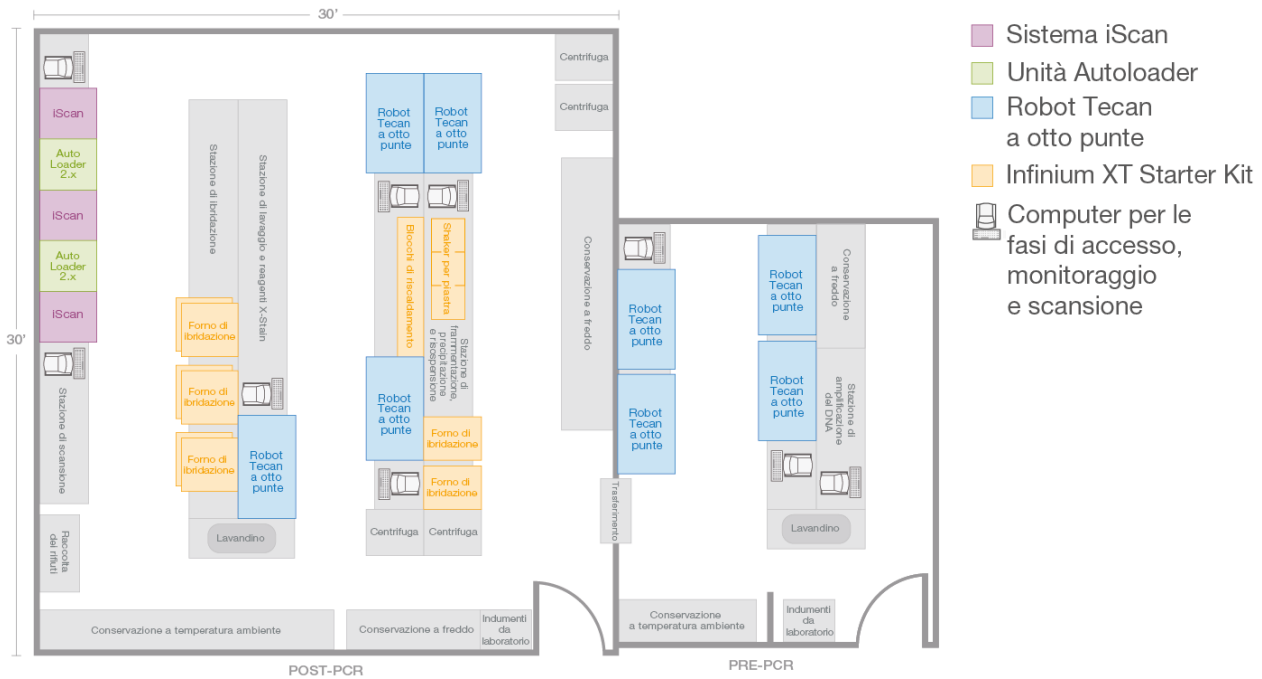 30'
30'
iScan
Auto
Loader
2.x
iScan
Auto
Loader
2.x
iScan
Stazione di scansione
Raccolta
dei rifiuti
Stazione di ibridazione
Stazione di lavaggio e reagenti X-Stain
Forno di
ibridazione
Forno di
ibridazione
Forno di
ibridazione
Robot
Tecan
a otto
punte
Lavandino
Robot
Tecan
a otto
punte
Robot
Tecan
a otto
punte
Blocchi di riscaldamento
Shaker per piastra
Stazione di
frammentazione,
precipitazione
e risospensione
Robot
Tecan
a otto
punte
Forno di
ibridazione
Forno di
ibridazione
Centrifuga
Centrifuga
Centrifuga
Centrifuga
Conservazione a freddo
Conservazione a temperatura ambiente
Conservazione a freddo
Indumenti
da
laboratorio
POST-PCR
Trasferimento
Robot
Tecan
a otto
punte
Robot
Tecan
a otto
punte
Robot
Tecan
a otto
punte
Robot
Tecan
a otto
punte
Conservazione
a freddo
Stazione di
amplificazione
del DNA
Lavandino
Conservazione
a temperatura ambiente
Indumenti
da
laboratorio
PRE-PCR
Sistema iScan
Unità Autoloader
Robot Tecan
a otto punte
Infinium XT Starter Kit
Computer per le
fasi di accesso,
monitoraggio
e scansione